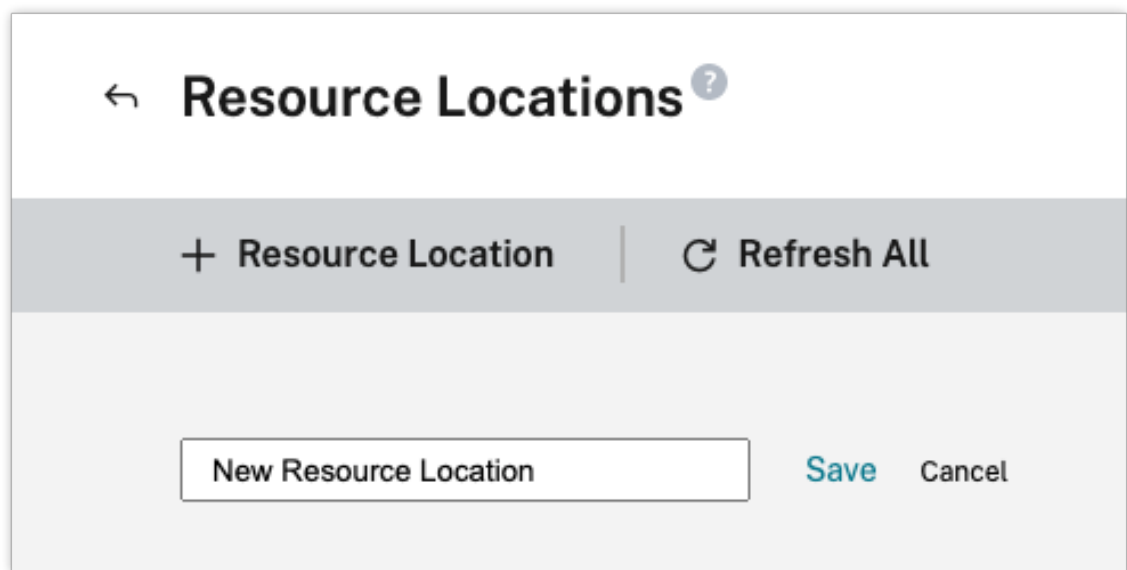 Resource Locations ?
+ Resource Location Refresh All
New Resource Location Save Cancel